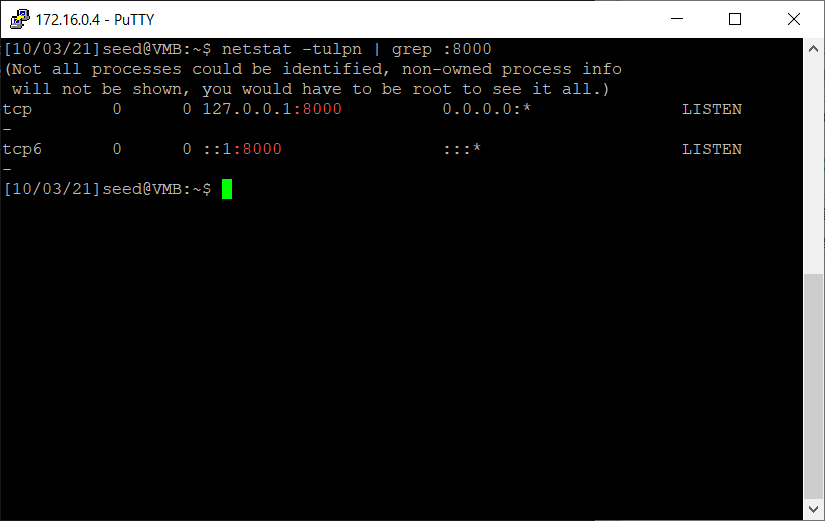 172.16.0.4 - PuTTY
[10/03/21]seed@VMB:~$ netstat -tulpn | grep :8000
(Not all processes could be identified, non-owned process info
 will not be shown, you would have to be root to see it all.)
tcp        0      0 127.0.0.1:8000          0.0.0.0:*               LISTEN
-
tcp6       0      0 ::1:8000                :::*                    LISTEN
-
[10/03/21]seed@VMB:~$